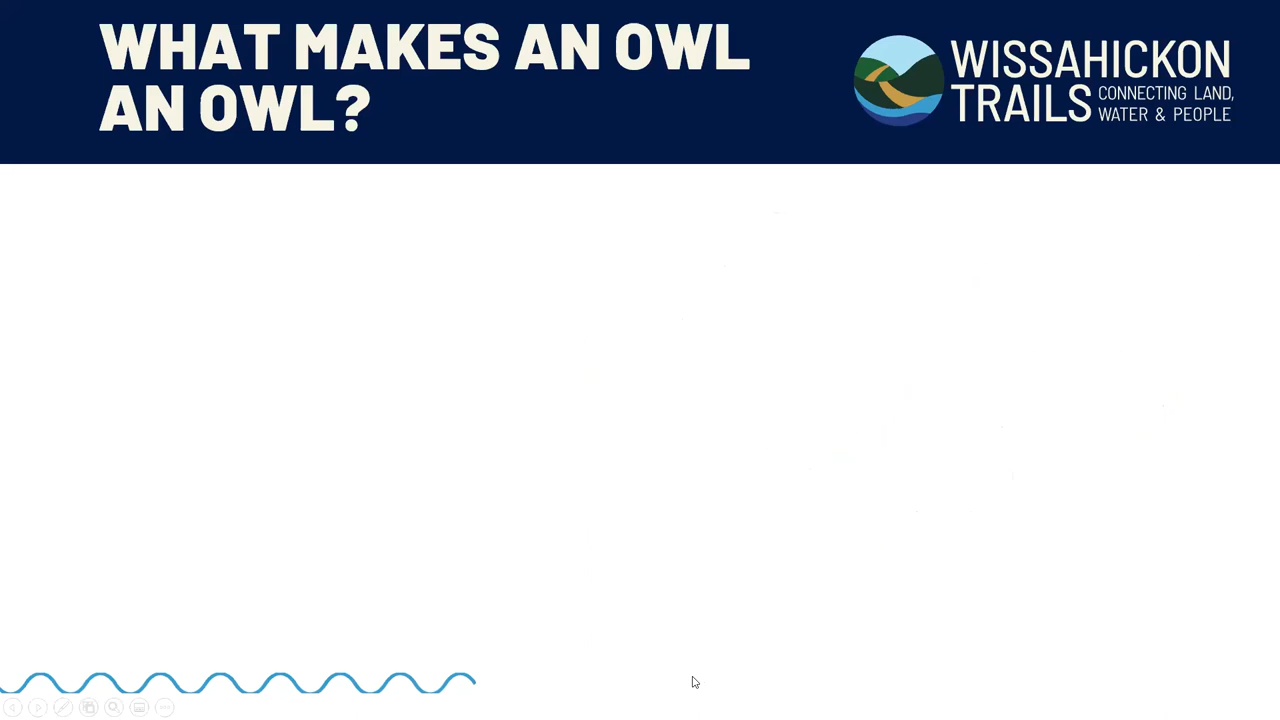 WHAT MAKES AN OWL
AN OWL?
WISSAHICKON
TRAILS CONNECTING LAND,
WATER & PEOPLE